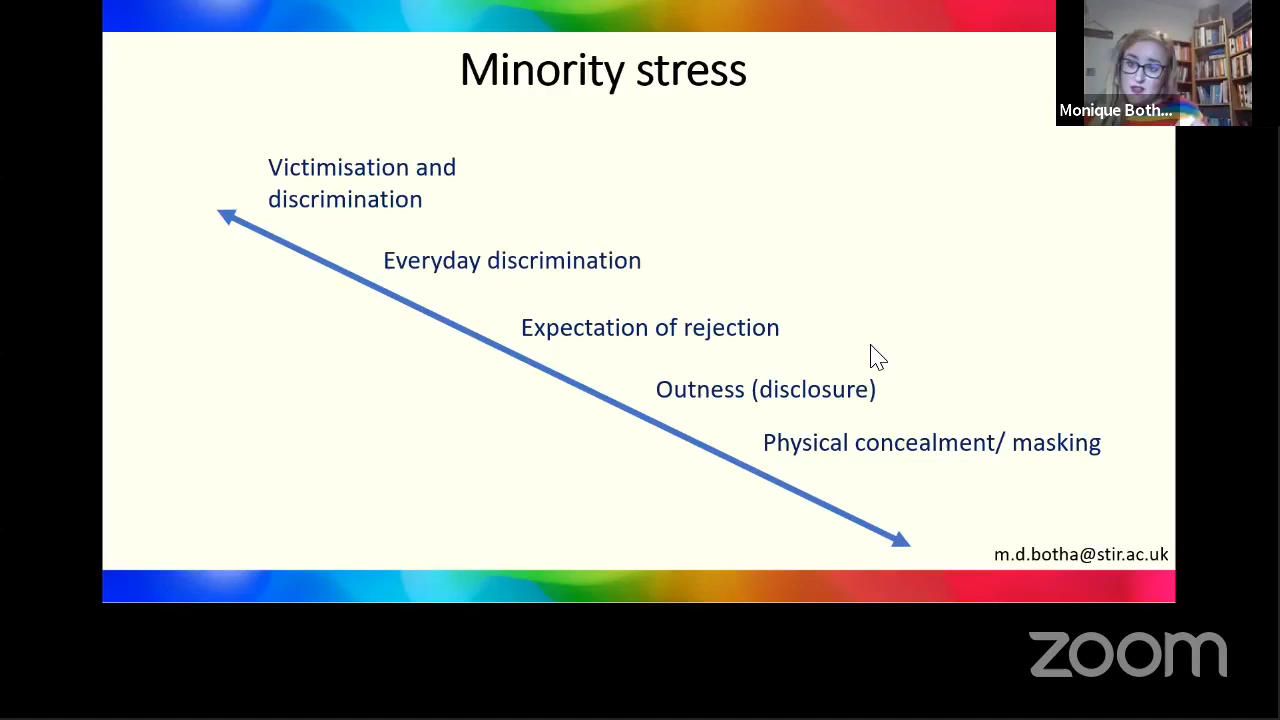 Minority stress
Monique Both...
Victimisation and
discrimination
Everyday discrimination
Expectation of rejection
Outness (disclosure)
Physical concealment/ masking
m.d.botha@stir.ac.uk
zoom